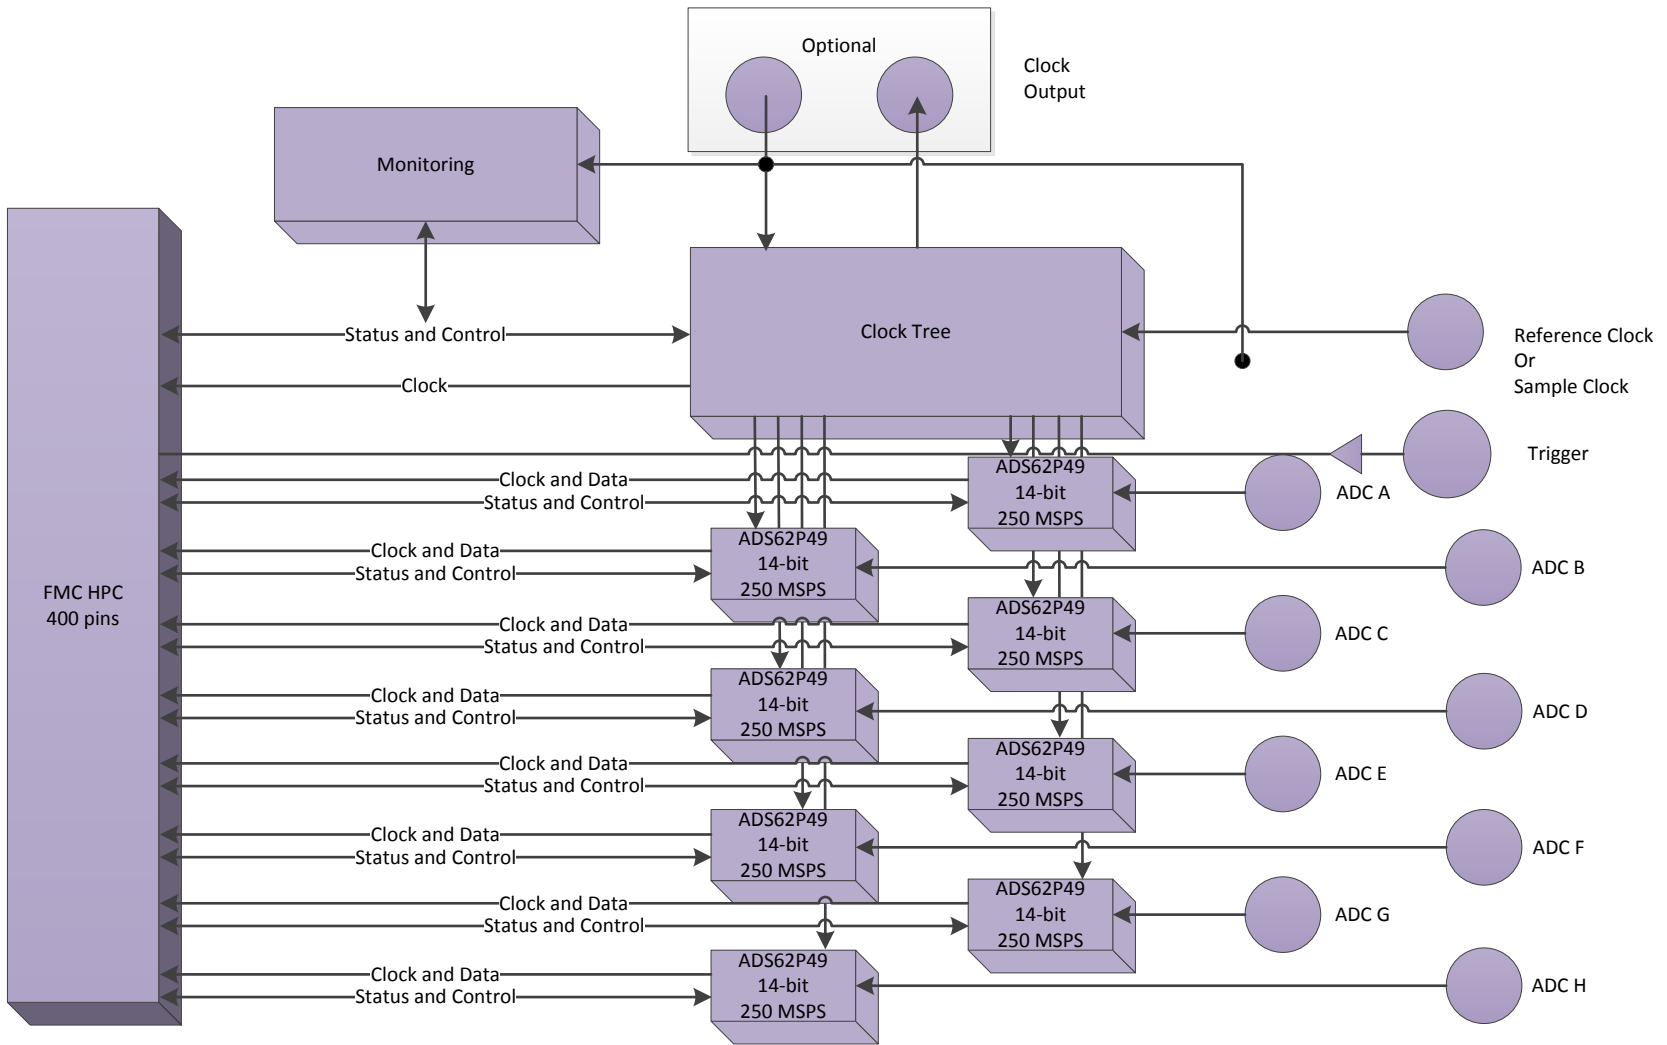 Optional
Clock
Output
Monitoring
Status and Control
Clock Tree
Reference Clock
Or
Sample Clock
Clock
Trigger
Clock and Data
Status and Control
ADS62P49
14-bit
250 MSPS
ADC A
Clock and Data
Status and Control
ADS62P49
14-bit
250 MSPS
ADC B
FMC HPC
400 pins
Clock and Data
Status and Control
ADS62P49
14-bit
250 MSPS
ADC C
Clock and Data
Status and Control
ADS62P49
14-bit
250 MSPS
ADC D
Clock and Data
Status and Control
ADS62P49
14-bit
250 MSPS
ADC E
Clock and Data
Status and Control
ADS62P49
14-bit
250 MSPS
ADC F
Clock and Data
Status and Control
ADS62P49
14-bit
250 MSPS
ADC G
Clock and Data
Status and Control
ADS62P49
14-bit
250 MSPS
ADC H